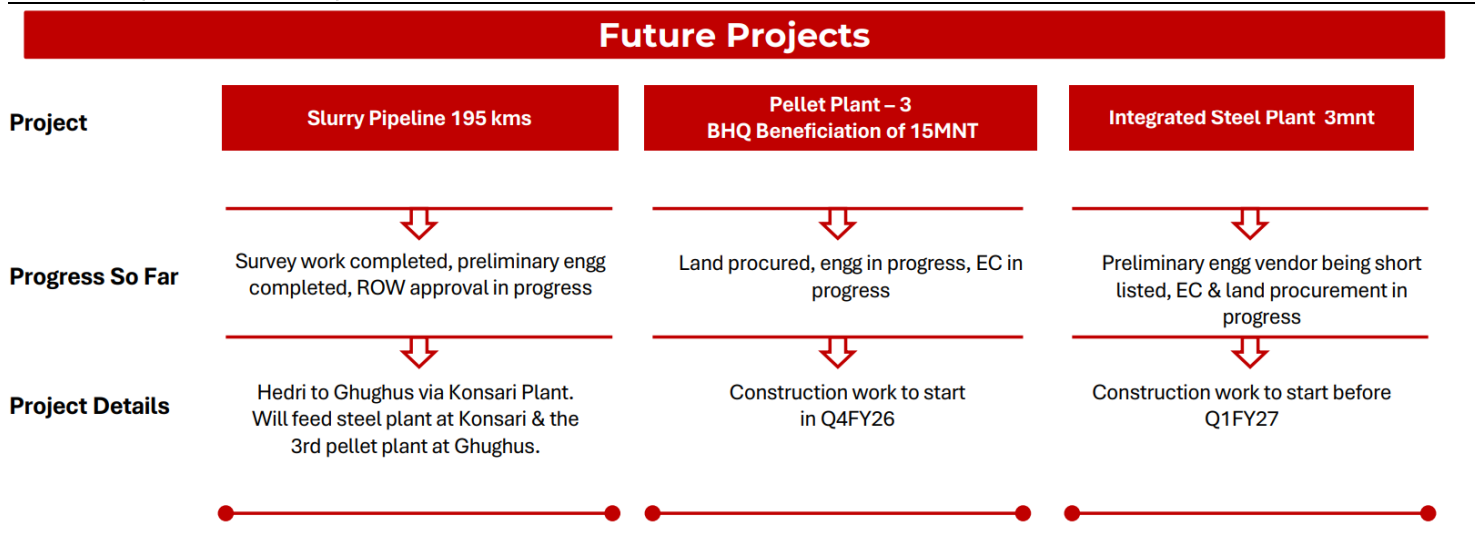 Future Projects
Project
Slurry Pipeline 195 kms
Pellet Plant – 3
BHQ Beneficiation of 15MNT
Integrated Steel Plant 3mnt
Progress So Far
Survey work completed, preliminary engg
completed, ROW approval in progress
Land procured, engg in progress, EC in
progress
Preliminary engg vendor being short
listed, EC & land procurement in
progress
Project Details
Hedri to Ghughus via Konsari Plant.
Will feed steel plant at Konsari & the
3rd pellet plant at Ghughus.
Construction work to start
in Q4FY26
Construction work to start before
Q1FY27